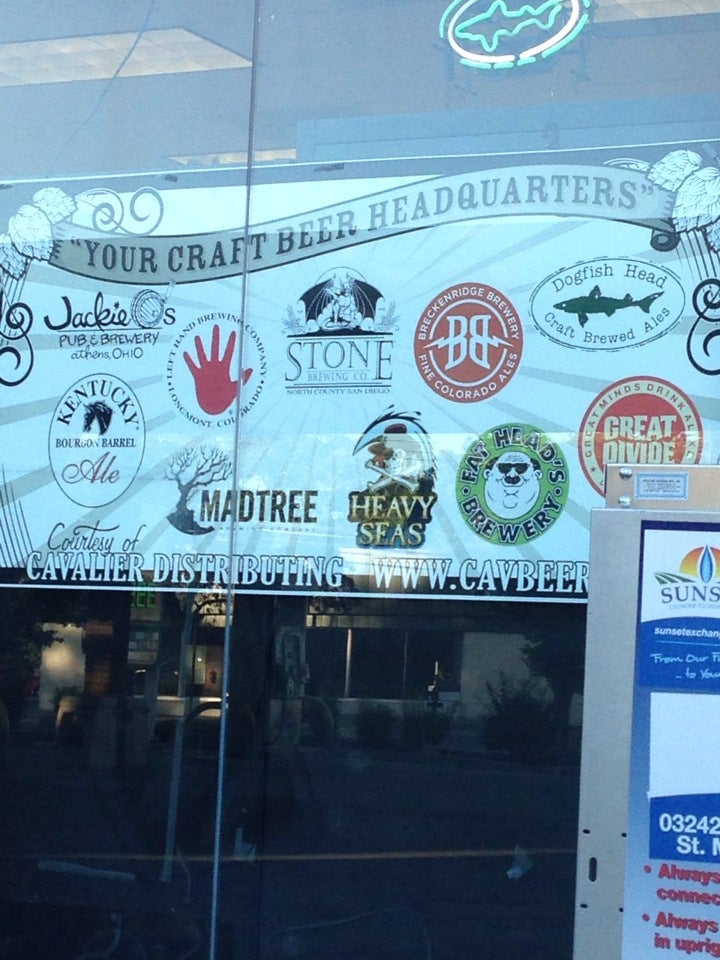 "YOUR CRAFT BEER HEADQUARTERS"
Jackie O's
PUB & BREWERY
athens, OHIO
LEFT HAND BREWING COMPANY
LONGMONT, COLORADO
STONE
BREWING CO.
NORTH COUNTY SAN DIEGO
BRECKENRIDGE BREWERY
BB
FINE COLORADO ALES
Dogfish Head
Craft Brewed Ales
KENTUCKY
BOURBON BARREL
Ale
MADTREE
HEAVY
SEAS
FAT HEAD'S
BREWERY
GREAT MINDS DRINK ALIKE
GREAT
DIVIDE
Courtesy of
CAVALIER DISTRIBUTING WWW.CAVBEER
SUNS
sunsetexchan
From Our F
... to You
03242
St. M
• Always
connec
• Always
in uprig